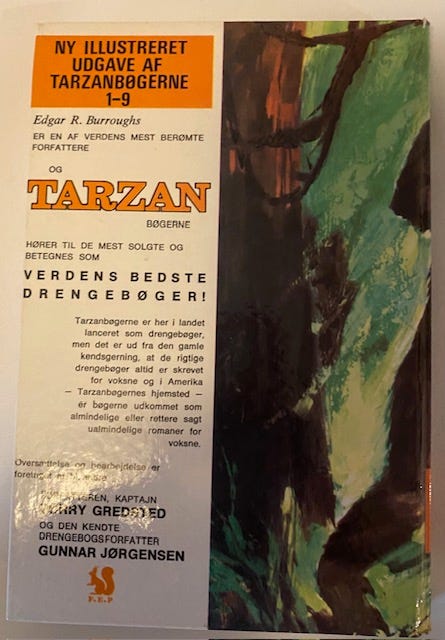 NY ILLUSTRERET
UDGAVE AF
TARZANBØGERNE
1-9
Edgar R. Burroughs
ER EN AF VERDENS MEST BERØMTE
FORFATTERE
OG
TARZAN
BØGERNE
HØRER TIL DE MEST SOLGTE OG
BETEGNES SOM
VERDENS BEDSTE
DRENGEBØGER!
Tarzanbøgerne er her i landet
lanceret som drengebøger,
men det er ud fra den gamle
kendsgerning, at de rigtige
drengebøger altid er skrevet
for voksne og i Amerika
— Tarzanbøgernes hjemsted —
er bøgerne udkommet som
almindelige eller rettere sagt
ualmindelige romaner for
voksne.
Oversættelse og bearbejdelse er
foretaget af
KAPTAJN
GREDSTED
OG DEN KENDTE
DRENGEBOGSFORFATTER
GUNNAR JØRGENSEN
F.E.P